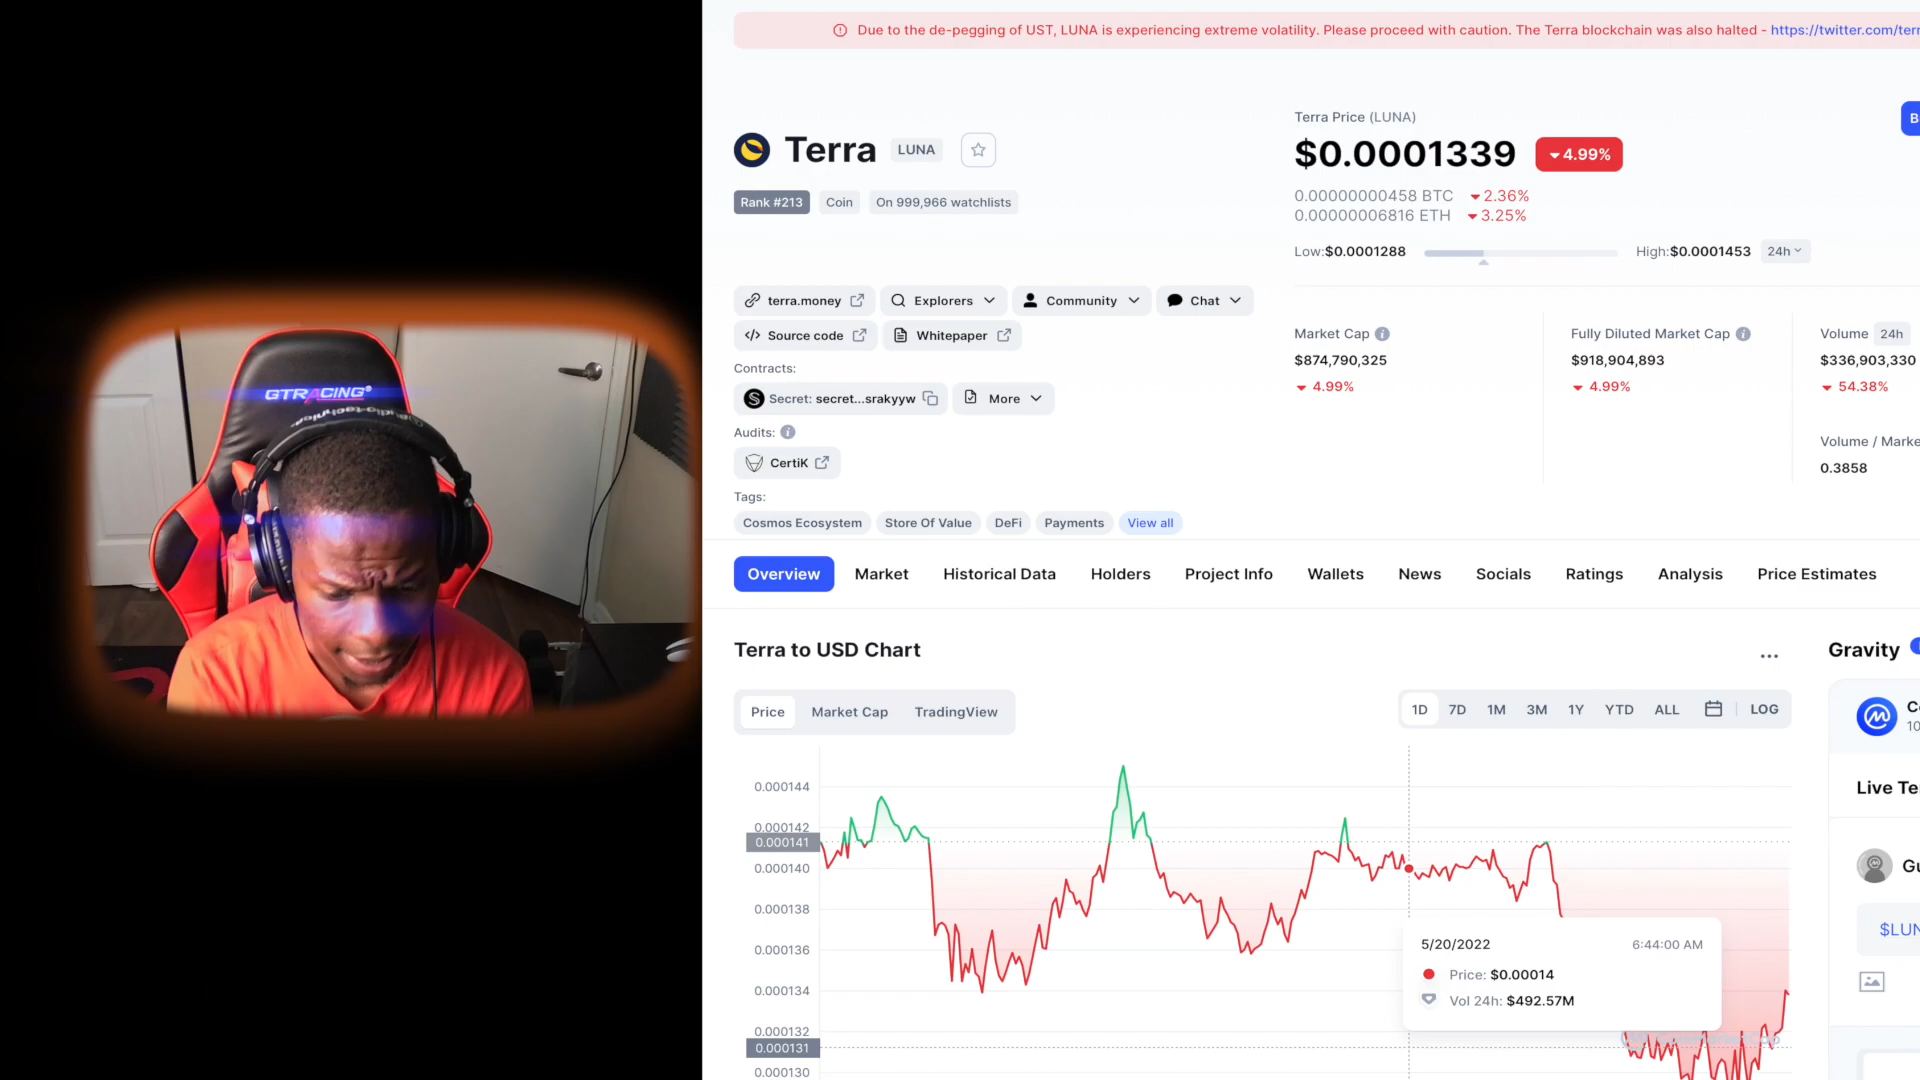 Due to the de-pegging of UST, LUNA is experiencing extreme volatility. Please proceed with caution. The Terra blockchain was also halted - https://twitter.com/terr
Terra LUNA
Rank #213 Coin On 999,966 watchlists
Terra Price (LUNA)
$0.0001339 4.99%
0.00000000458 BTC 2.36%
0.00000006816 ETH 3.25%
Low:$0.0001288 High:$0.0001453 24h
B
terra.money Explorers Community Chat
Source code Whitepaper
Contracts:
Secret: secret...srakyyw More
Audits:
CertiK
Tags:
Cosmos Ecosystem Store Of Value DeFi Payments View all
Market Cap
$874,790,325
4.99%
Fully Diluted Market Cap
$918,904,893
4.99%
Volume 24h
$336,903,330
54.38%
Volume / Marke
0.3858
GTRACING®
audio-technica
Overview Market Historical Data Holders Project Info Wallets News Socials Ratings Analysis Price Estimates
Terra to USD Chart
Price Market Cap TradingView
1D 7D 1M 3M 1Y YTD ALL LOG
0.000144
0.000142
0.000141
0.000140
0.000138
0.000136
0.000134
0.000132
0.000131
0.000130
5/20/2022 6:44:00 AM
Price: $0.00014
Vol 24h: $492.57M
Gravity
Co
10
Live Te
Gu
$LUN